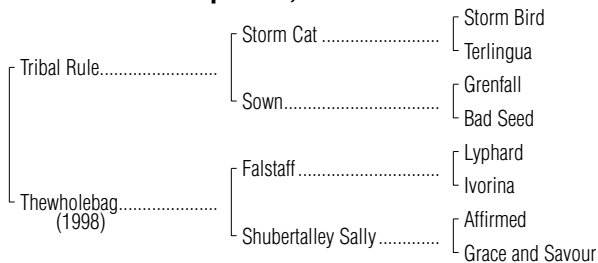 Storm Bird
Storm Cat........................
Terlingua
Tribal Rule........................
Grenfall
Sown................................
Bad Seed
Lyphard
Falstaff.............................
Ivorina
Thewholebag....................
(1998)
Affirmed
Shubertalley Sally.............
Grace and Savour